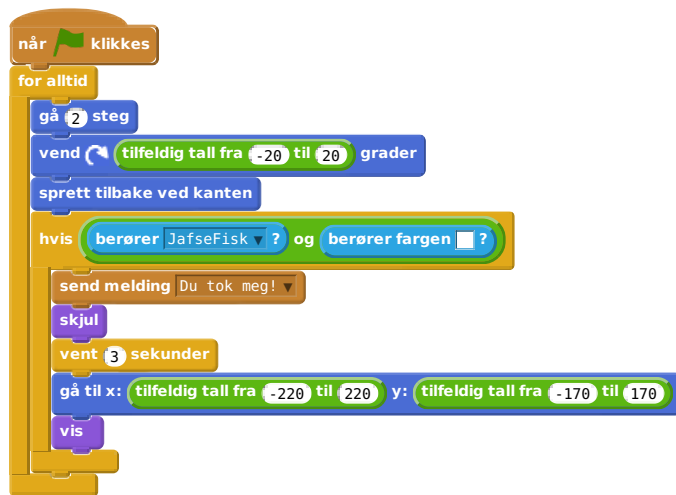 når klikkes
for alltid
gå 2 steg
vend tilfeldig tall fra -20 til 20 grader
sprett tilbake ved kanten
hvis berører JafseFisk ? og berører fargen ?
send melding Du tok meg!
skjul
vent 3 sekunder
gå til x: tilfeldig tall fra -220 til 220 y: tilfeldig tall fra -170 til 170
vis